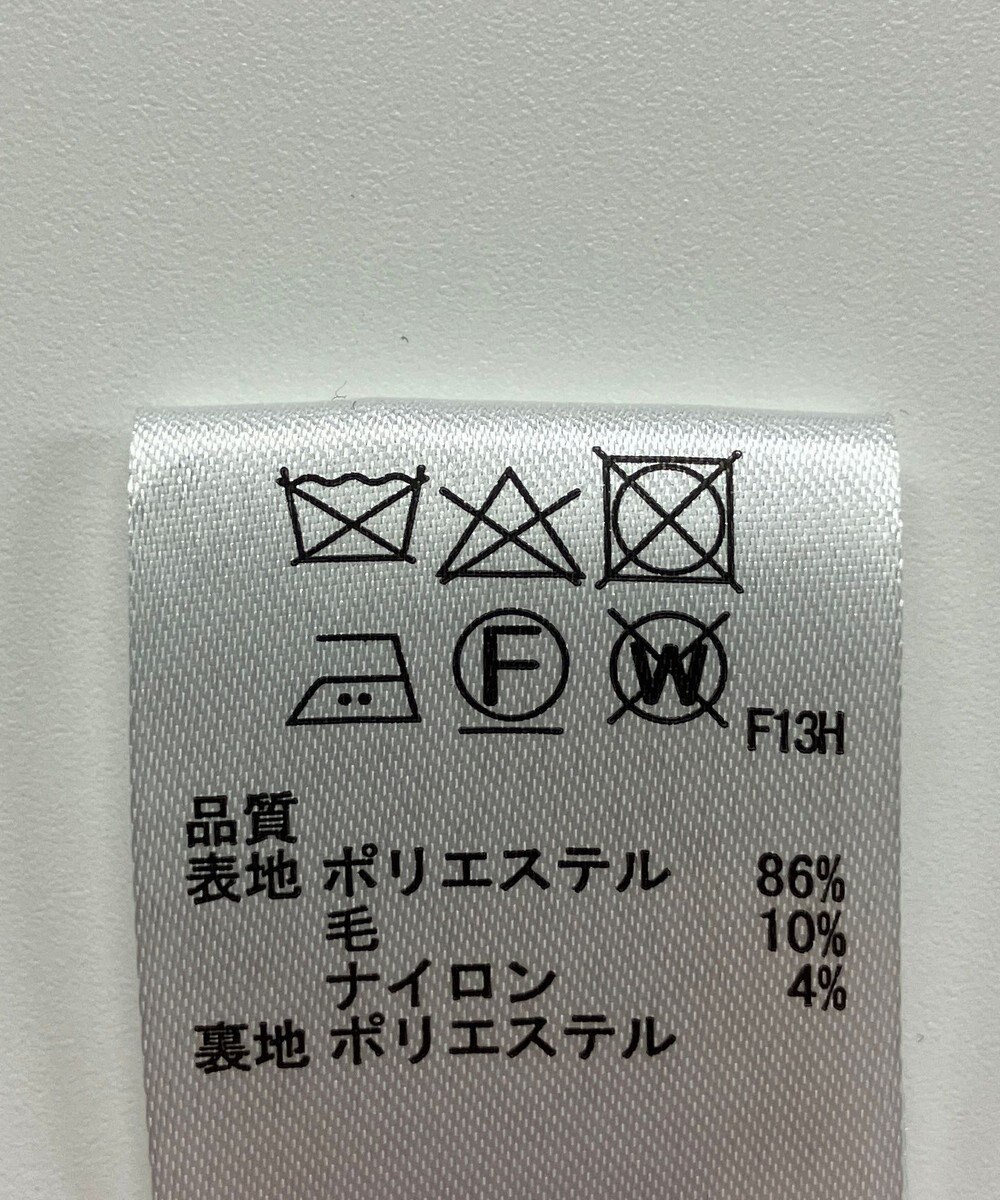 F W F13H
品質
表地 ポリエステル 86%
毛 10%
ナイロン 4%
裏地 ポリエステル